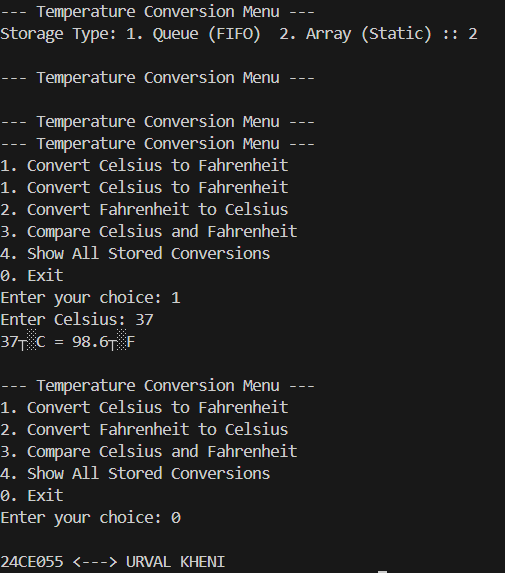 --- Temperature Conversion Menu ---
Storage Type: 1. Queue (FIFO)  2. Array (Static) :: 2
--- Temperature Conversion Menu ---
--- Temperature Conversion Menu ---
--- Temperature Conversion Menu ---
1. Convert Celsius to Fahrenheit
1. Convert Celsius to Fahrenheit
2. Convert Fahrenheit to Celsius
3. Compare Celsius and Fahrenheit
4. Show All Stored Conversions
0. Exit
Enter your choice: 1
Enter Celsius: 37
37┬░C = 98.6┬░F
--- Temperature Conversion Menu ---
1. Convert Celsius to Fahrenheit
2. Convert Fahrenheit to Celsius
3. Compare Celsius and Fahrenheit
4. Show All Stored Conversions
0. Exit
Enter your choice: 0
24CE055 <---> URVAL KHENI